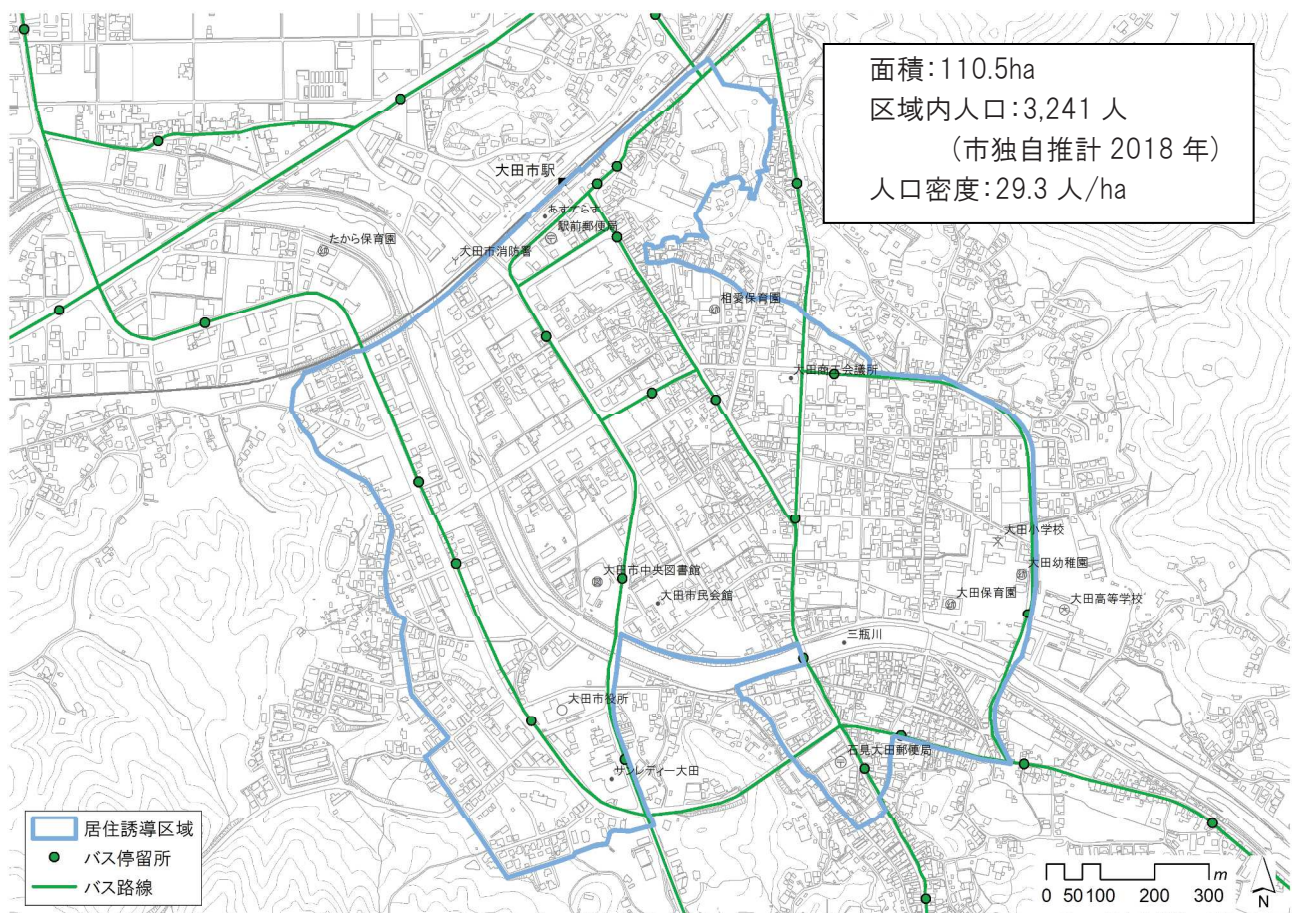 面積：110.5ha
区域内人口：3,241 人
（市独自推計 2018 年）
人口密度：29.3 人/ha
大田市駅
あすてらす
駅前郵便局
たから保育園
大田市消防署
相愛保育園
大田商工会議所
大田小学校
大田幼稚園
大田市中央図書館
大田保育園
大田高等学校
大田市民会館
三瓶川
大田市役所
石見大田郵便局
サンレディー大田
居住誘導区域
バス停留所
バス路線
m
0 50 100 200 300
N